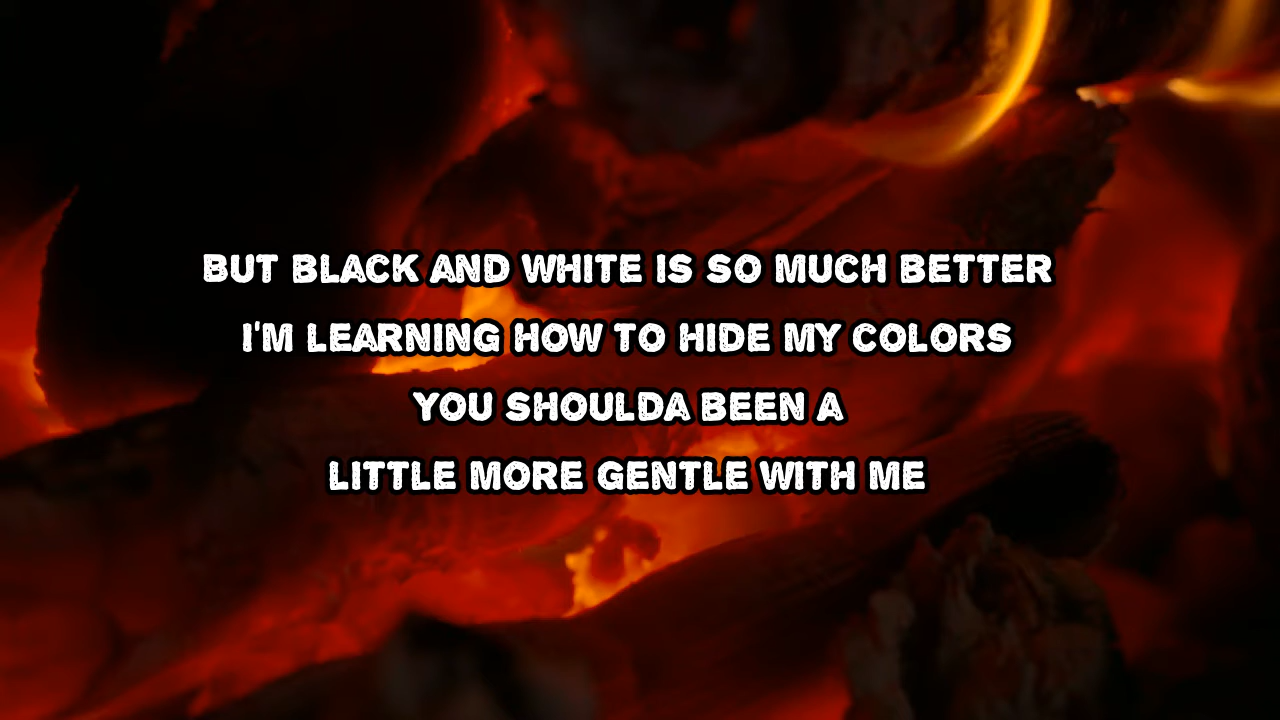 BUT BLACK AND WHITE IS SO MUCH BETTER
I'M LEARNING HOW TO HIDE MY COLORS
YOU SHOULDA BEEN A
LITTLE MORE GENTLE WITH ME